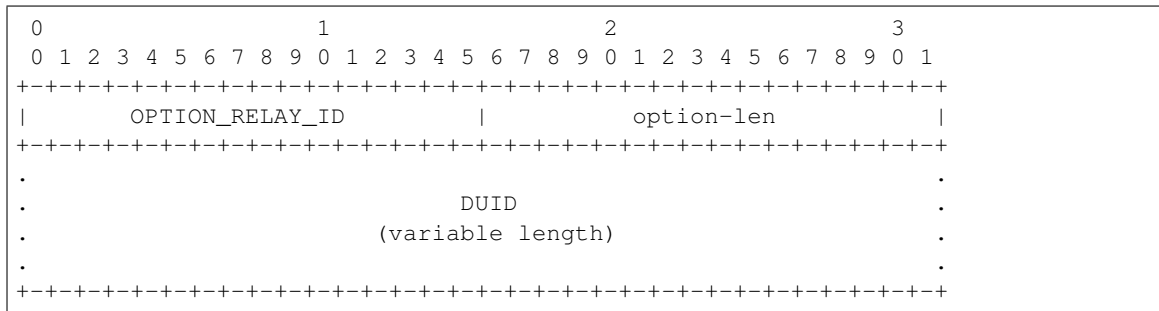 0                   1                   2                   3
 0 1 2 3 4 5 6 7 8 9 0 1 2 3 4 5 6 7 8 9 0 1 2 3 4 5 6 7 8 9 0 1
+-+-+-+-+-+-+-+-+-+-+-+-+-+-+-+-+-+-+-+-+-+-+-+-+-+-+-+-+-+-+-+-+
|       OPTION_RELAY_ID         |          option-len           |
+-+-+-+-+-+-+-+-+-+-+-+-+-+-+-+-+-+-+-+-+-+-+-+-+-+-+-+-+-+-+-+-+
.                                                               .
.                              DUID                             .
.                        (variable length)                      .
.                                                               .
+-+-+-+-+-+-+-+-+-+-+-+-+-+-+-+-+-+-+-+-+-+-+-+-+-+-+-+-+-+-+-+-+